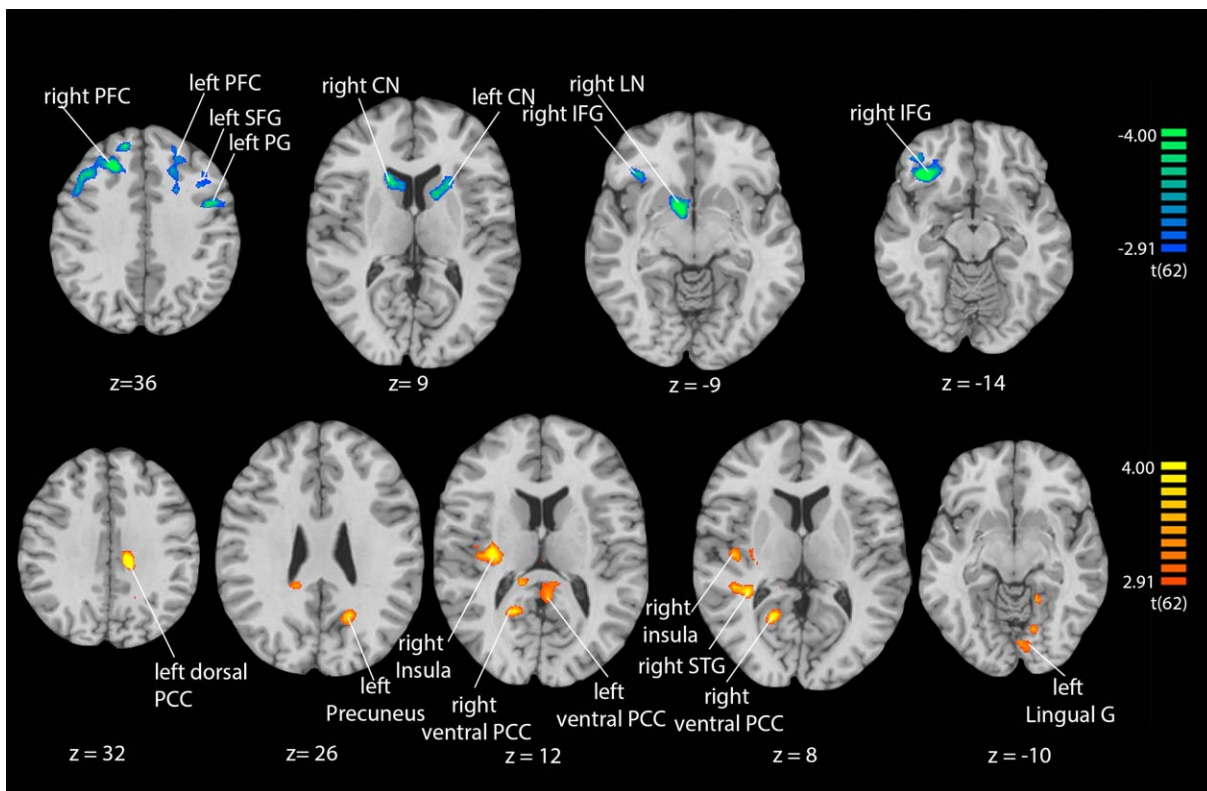 right PFC
left PFC
left SFG
left PG
right CN
left CN
right LN
right IFG
right IFG
-4.00
-2.91
t(62)
z=36
z= 9
z = -9
z = -14
4.00
2.91
t(62)
left dorsal
PCC
left
Precuneus
right
Insula
right
ventral PCC
left
ventral PCC
right
insula
right STG
right
ventral PCC
left
Lingual G
z = 32
z= 26
z = 12
z = 8
z = -10